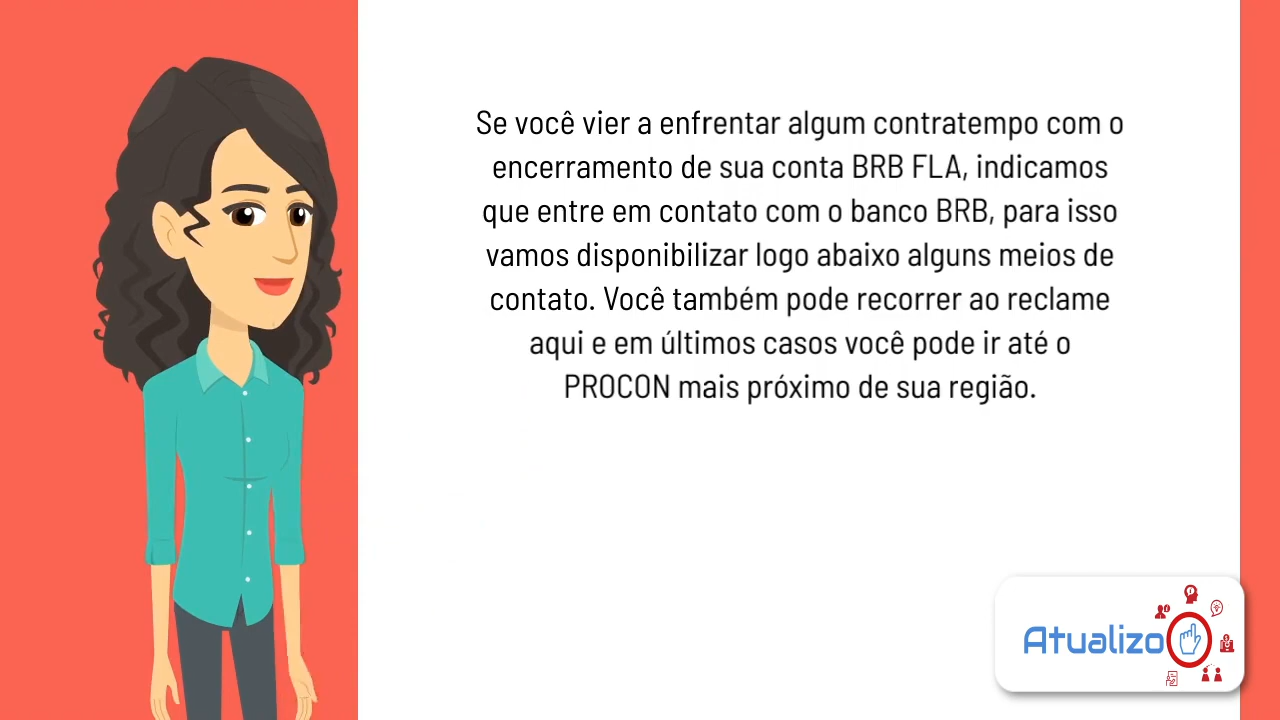 Se você vier a enfrentar algum contratempo com o
encerramento de sua conta BRB FLA, indicamos
que entre em contato com o banco BRB, para isso
vamos disponibilizar logo abaixo alguns meios de
contato. Você também pode recorrer ao reclame
aqui e em últimos casos você pode ir até o
PROCON mais próximo de sua região.
Atualizo